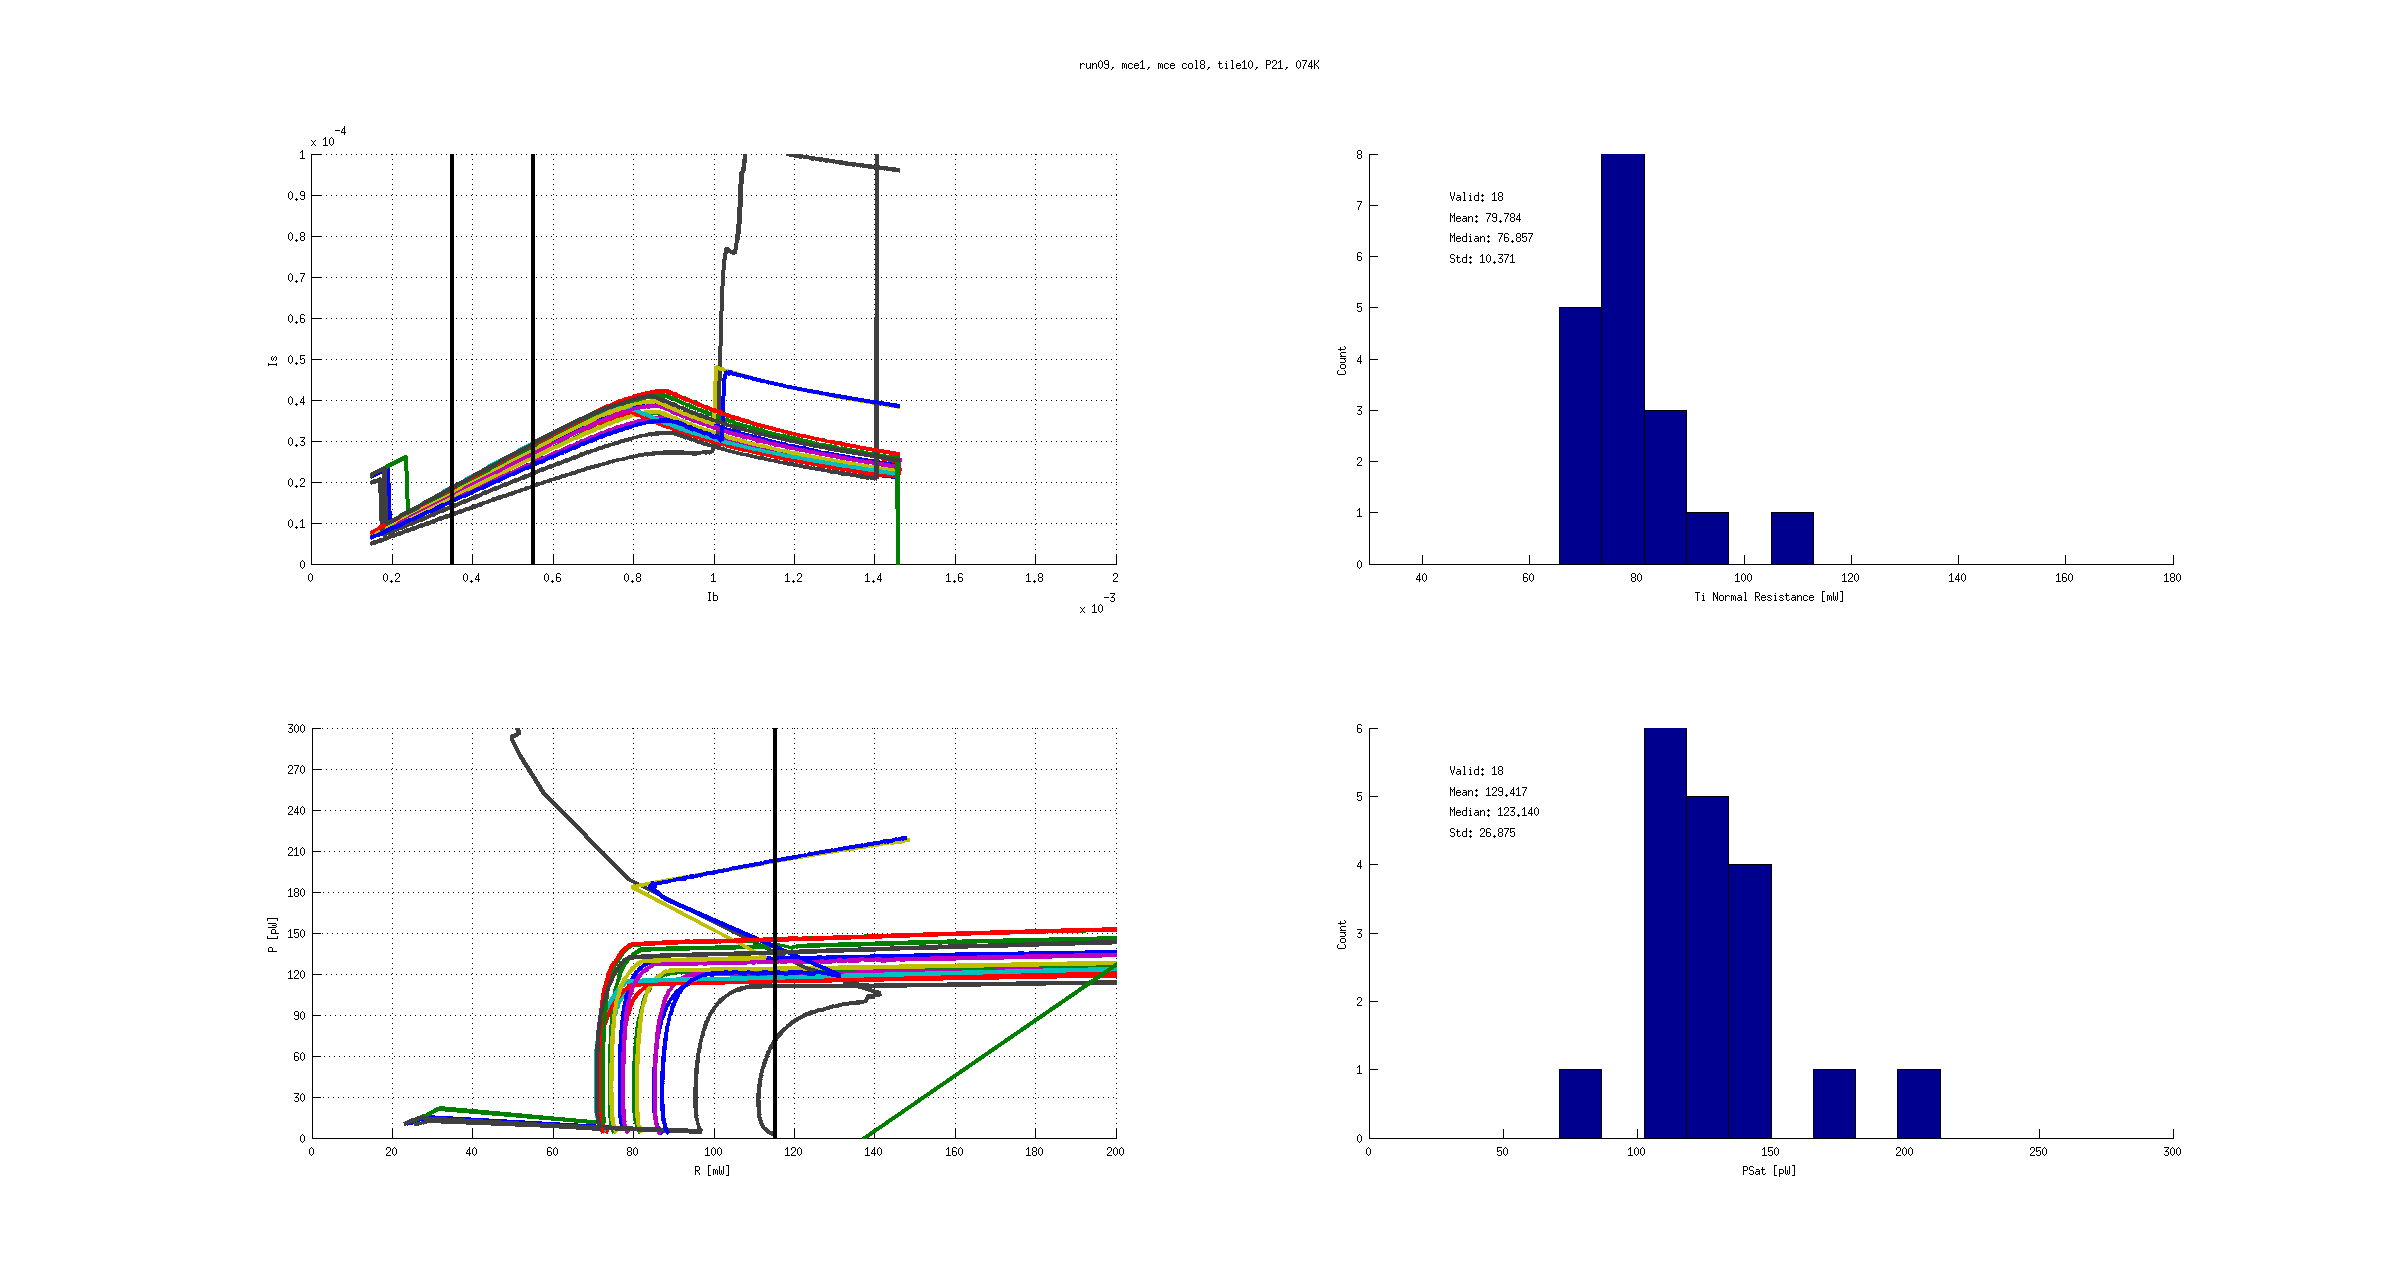 run09, mce1, mce col8, tile10, P21, 074K
x 10^-4
1
0.9
0.8
0.7
0.6
0.5
0.4
0.3
0.2
0.1
0
Is
0 0.2 0.4 0.6 0.8 1 1.2 1.4 1.6 1.8 2
Ib
x 10^-3
8
7
6
5
4
3
2
1
0
Count
Valid: 18
Mean: 79.784
Median: 76.857
Std: 10.371
40 60 80 100 120 140 160 180
Ti Normal Resistance [mW]
300
270
240
210
180
150
120
90
60
30
0
P [pW]
0 20 40 60 80 100 120 140 160 180 200
R [mW]
6
5
4
3
2
1
0
Count
Valid: 18
Mean: 129.417
Median: 123.140
Std: 26.875
0 50 100 150 200 250 300
PSat [pW]